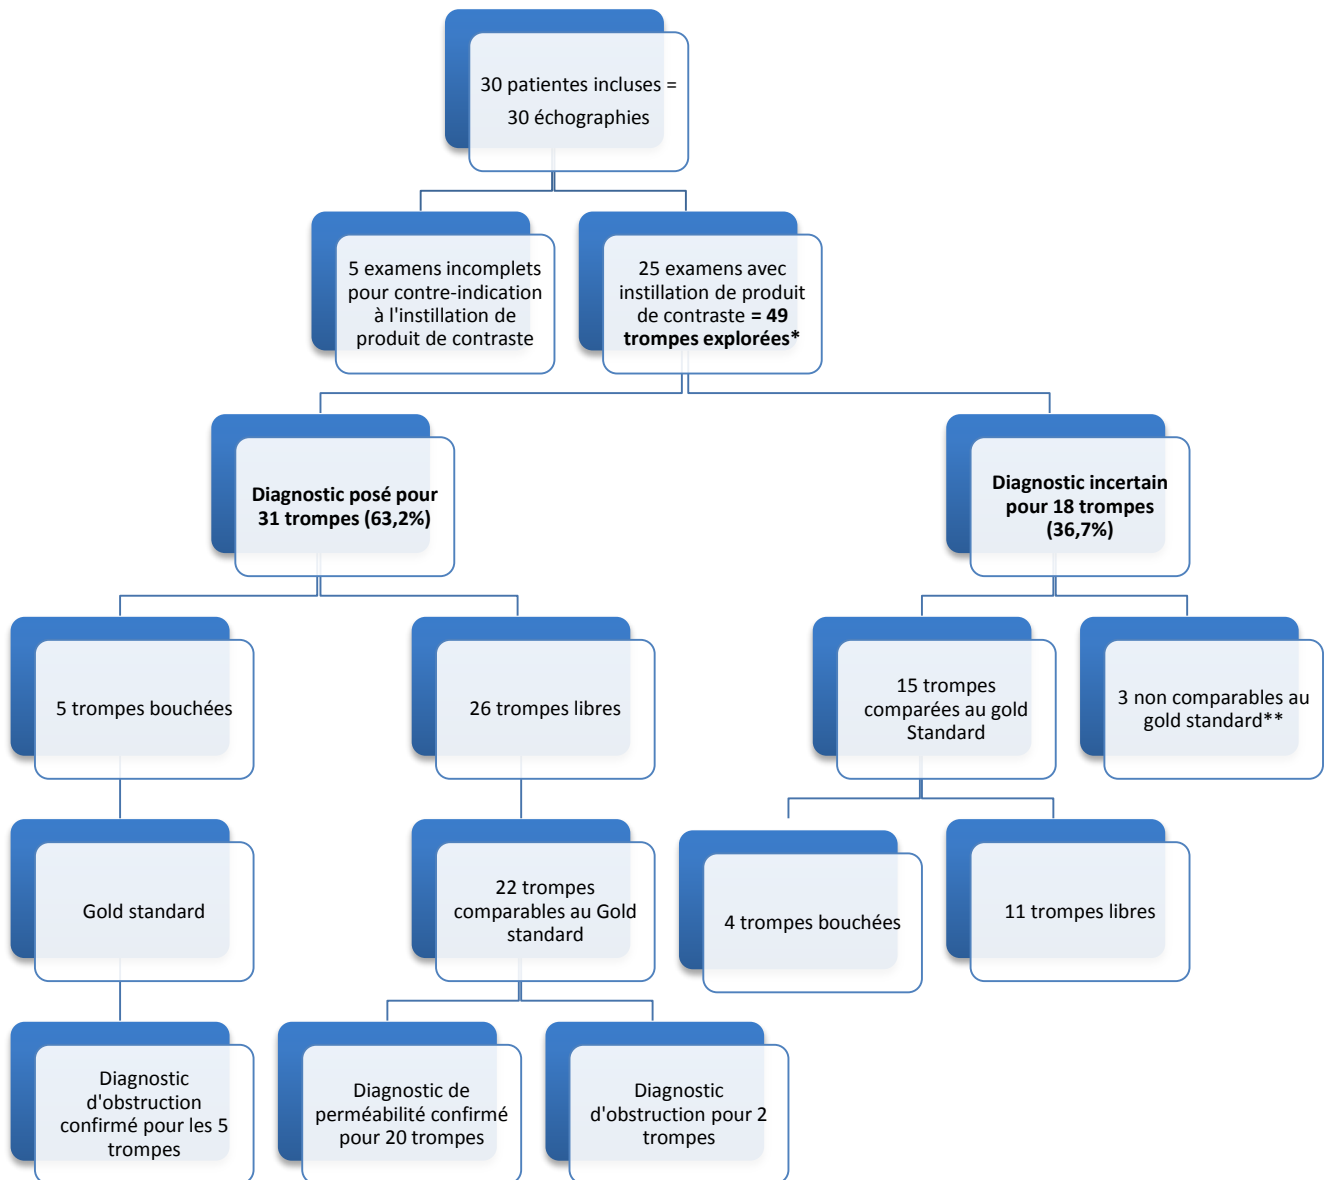 30 patientes incluses =
30 échographies
5 examens incomplets
pour contre-indication
à l'instillation de
produit de contraste
25 examens avec
instillation de produit
de contraste = 49
trompes explorées*
Diagnostic posé pour
31 trompes (63,2%)
Diagnostic incertain
pour 18 trompes
(36,7%)
5 trompes bouchées
26 trompes libres
15 trompes
comparées au gold
Standard
3 non comparables au
gold standard**
Gold standard
22 trompes
comparables au Gold
standard
4 trompes bouchées
11 trompes libres
Diagnostic
d'obstruction
confirmé pour les 5
trompes
Diagnostic de
perméabilité confirmé
pour 20 trompes
Diagnostic
d'obstruction pour 2
trompes